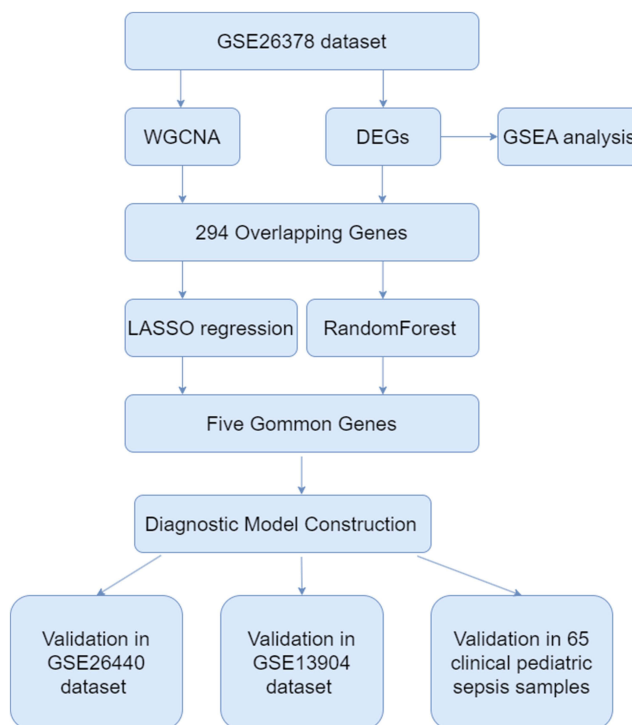 GSE26378 dataset
WGCNA
DEGs
GSEA analysis
294 Overlapping Genes
LASSO regression
RandomForest
Five Gommon Genes
Diagnostic Model Construction
Validation in
GSE26440
dataset
Validation in
GSE13904
dataset
Validation in 65
clinical pediatric
sepsis samples